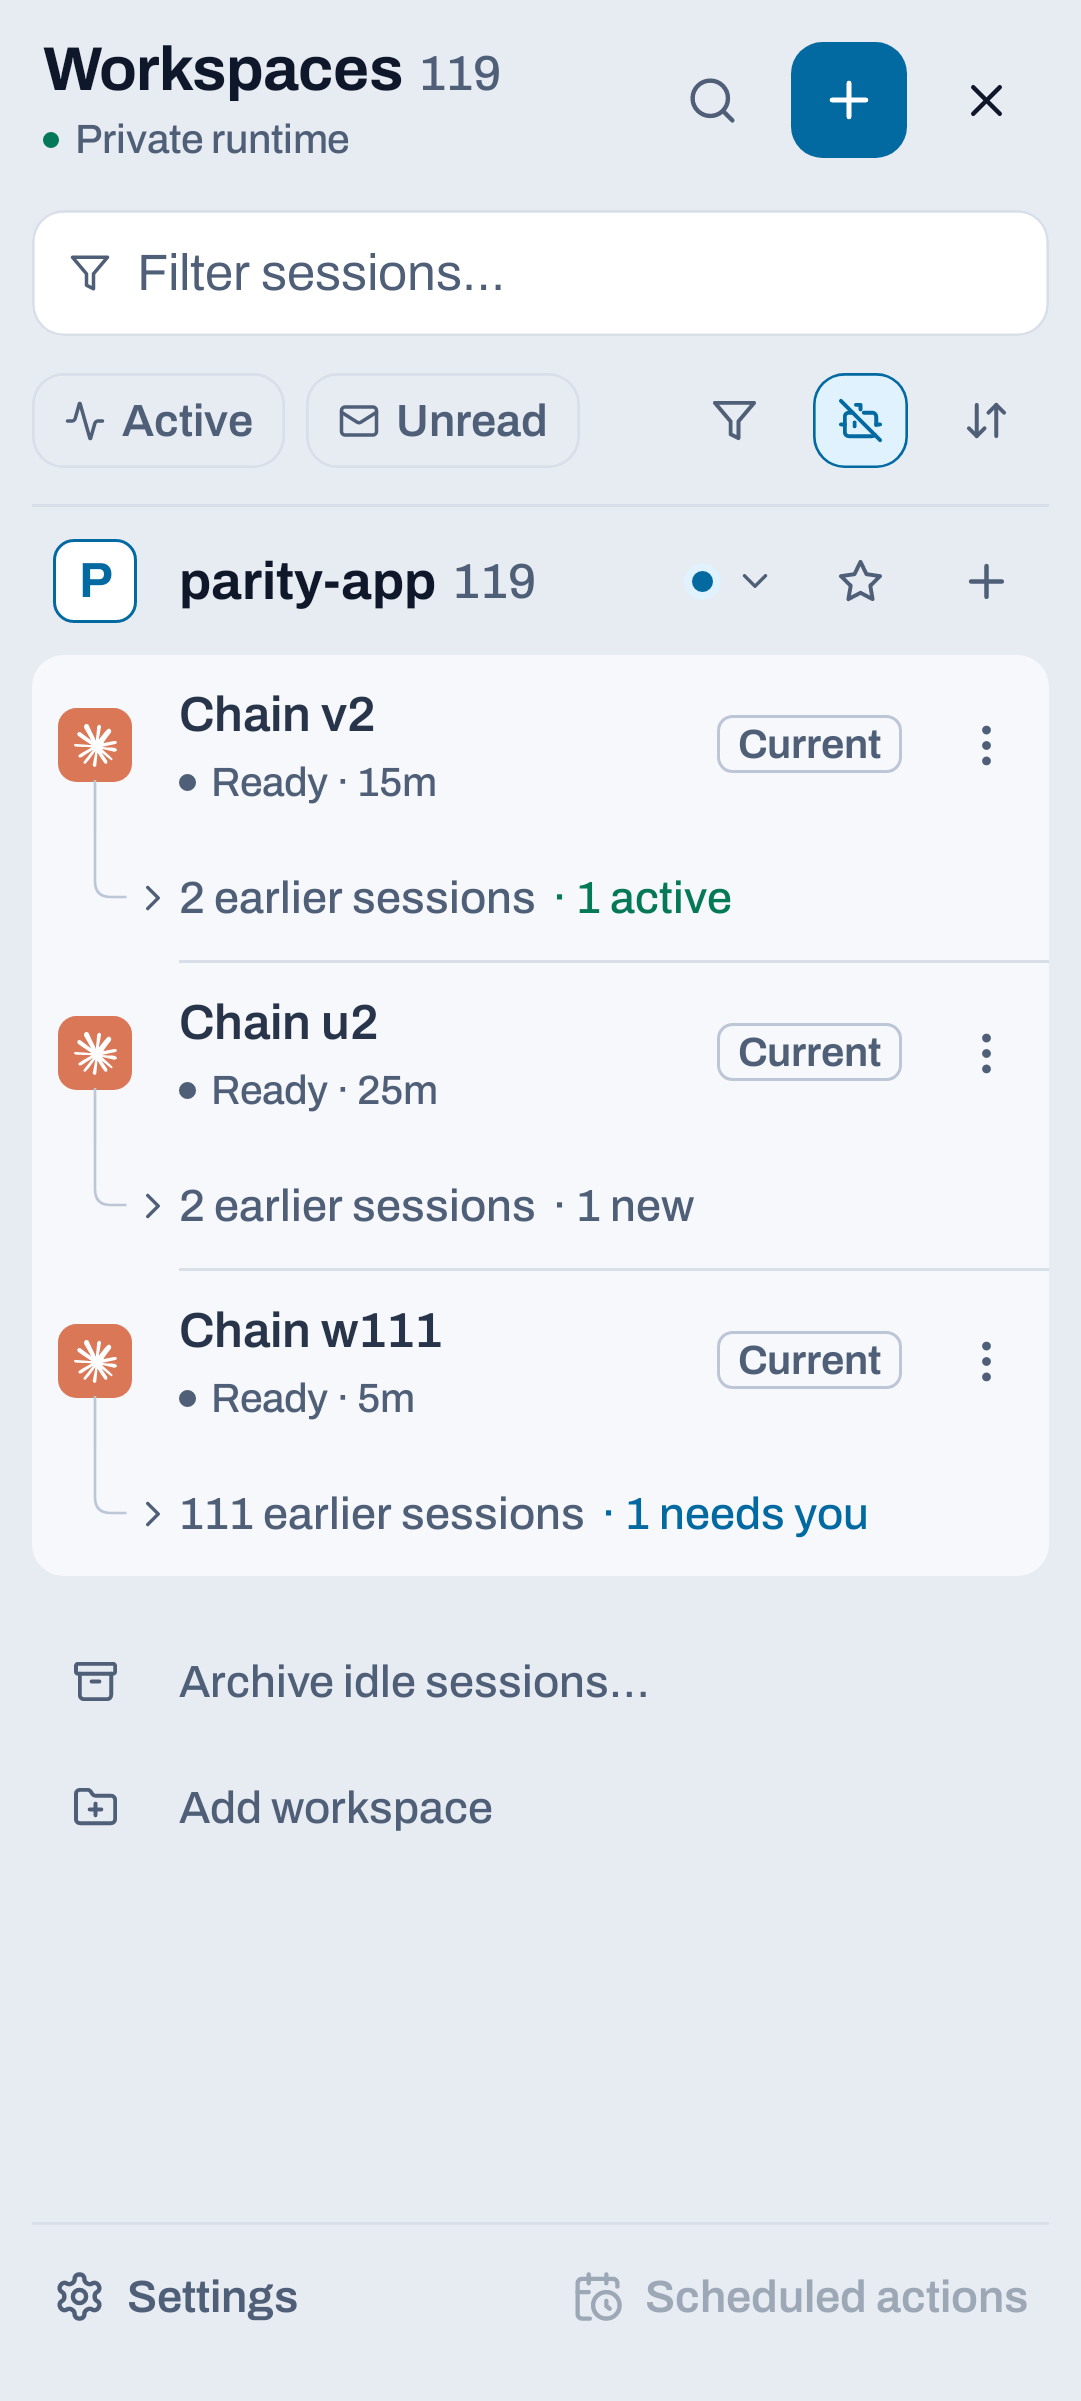 Workspaces 119
Private runtime
Filter sessions...
Active
Unread
P
parity-app 119
Chain v2
Current
Ready · 15m
2 earlier sessions · 1 active
Chain u2
Current
Ready · 25m
2 earlier sessions · 1 new
Chain w111
Current
Ready · 5m
111 earlier sessions · 1 needs you
Archive idle sessions...
Add workspace
Settings
Scheduled actions